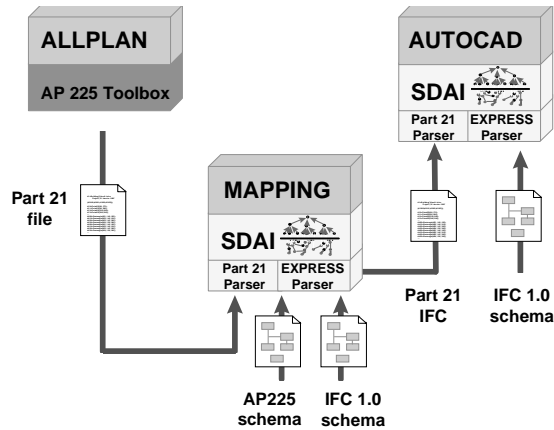 ALLPLAN
AP 225 Toolbox
AUTOCAD
SDAI
Part 21 EXPRESS
Parser Parser
Part 21
file
MAPPING
SDAI
Part 21 EXPRESS
Parser Parser
Part 21
IFC
IFC 1.0
schema
AP225
schema
IFC 1.0
schema